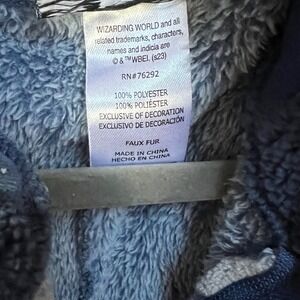 WIZARDING WORLD and all
related trademarks, characters,
names and indicia are
© & ™ WBEI. (s23)
RN#76292
100% POLYESTER
100% POLIÉSTER
EXCLUSIVE OF DECORATION
EXCLUSIVO DE DECORACIÓN
FAUX FUR
MADE IN CHINA
HECHO EN CHINA